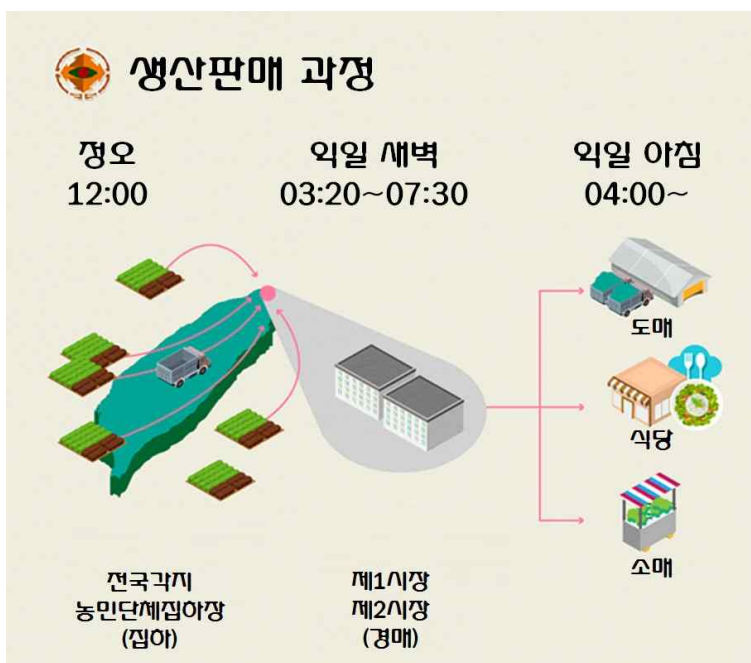 생산판매 과정
정오
12:00
익일 새벽
03:20~07:30
익일 아침
04:00~
도매
식당
소매
전국각지
농민단체집하장
(집하)
제1시장
제2시장
(경매)